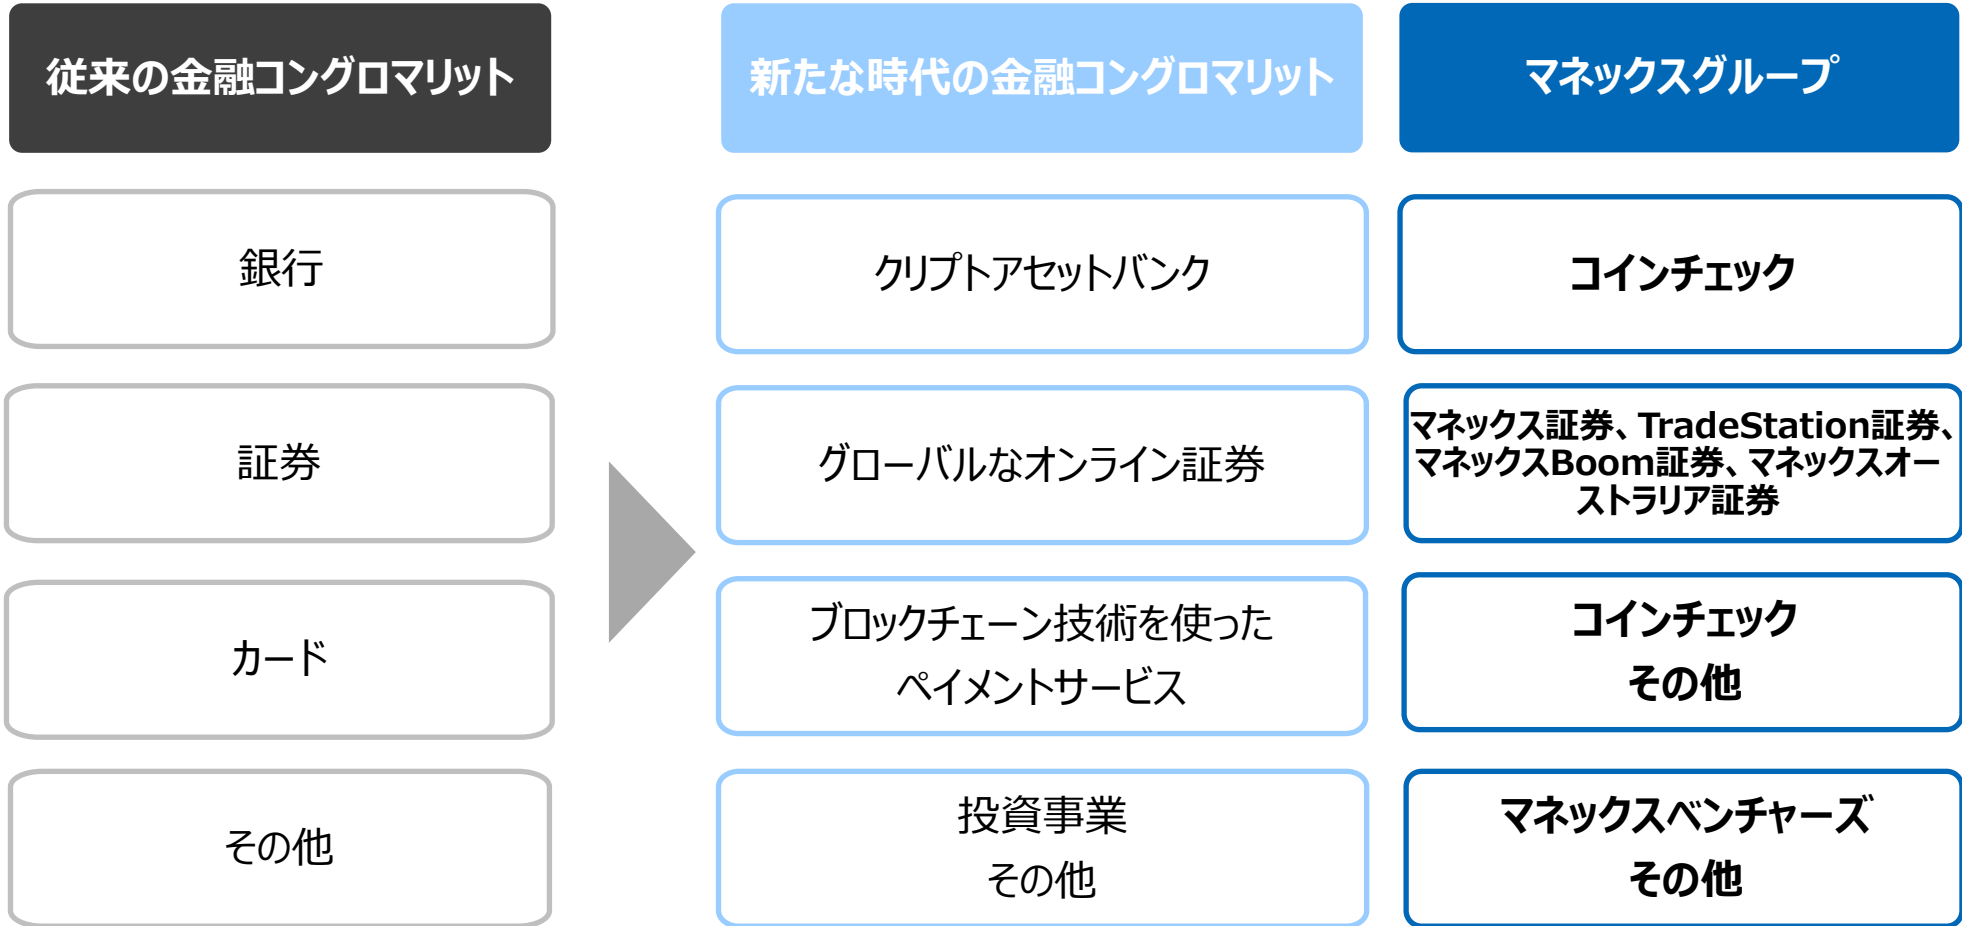 従来の金融コングロマリット
新たな時代の金融コングロマリット
マネックスグループ
銀行
クリプトアセットバンク
コインチェック
証券
グローバルなオンライン証券
マネックス証券、TradeStation証券、
マネックスBoom証券、マネックスオー
ストラリア証券
カード
ブロックチェーン技術を使った
ペイメントサービス
コインチェック
その他
その他
投資事業
その他
マネックスベンチャーズ
その他